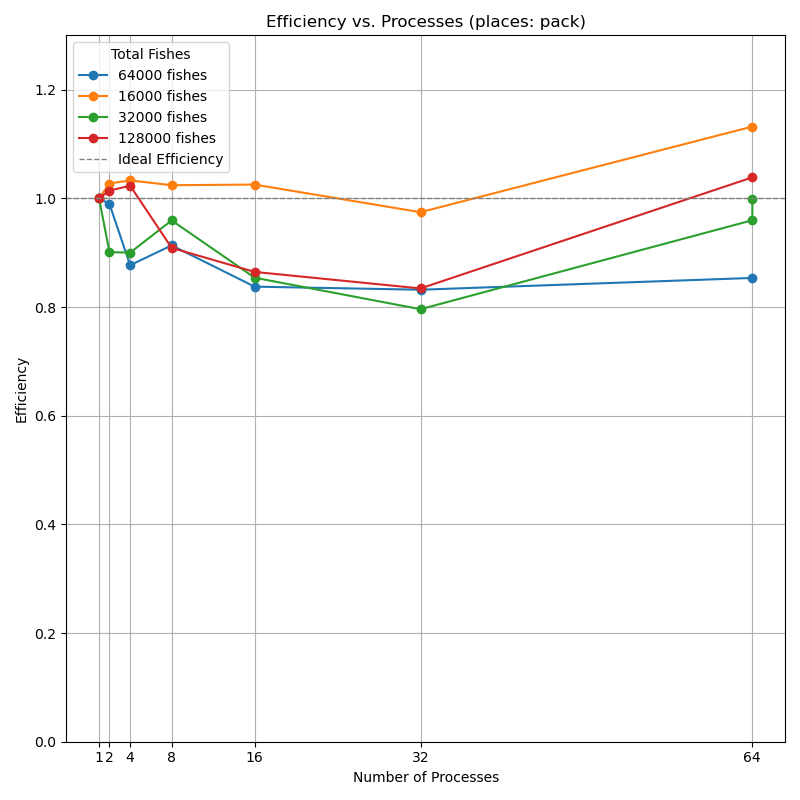 Efficiency vs. Processes (places: pack)
Total Fishes
64000 fishes
16000 fishes
32000 fishes
128000 fishes
Ideal Efficiency
1.2
1.0
0.8
0.6
0.4
0.2
0.0
Efficiency
1 2 4 8 16 32 64
Number of Processes